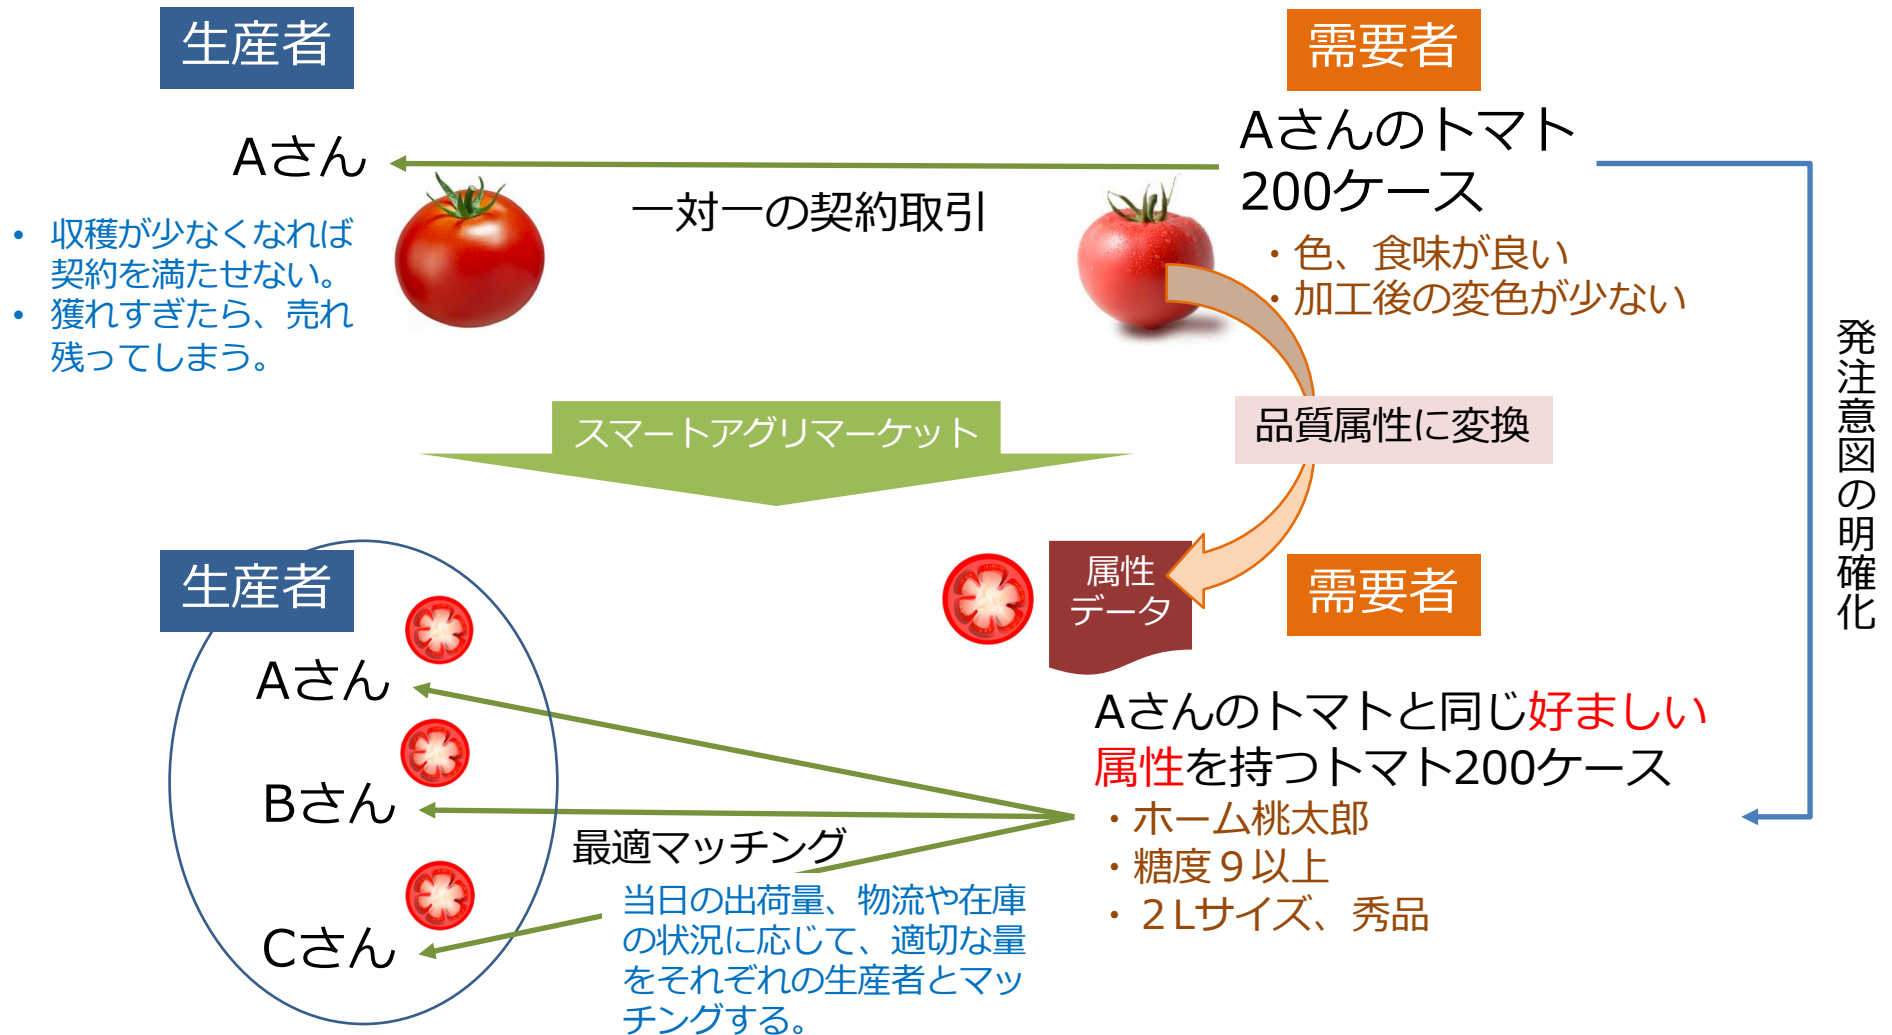 生産者
需要者
Aさん
Aさんのトマト
200ケース
一対一の契約取引
• 収穫が少なくなれば
契約を満たせない。
• 獲れすぎたら、売れ
残ってしまう。
・色、食味が良い
・加工後の変色が少ない
発注意図の明確化
スマートアグリマーケット
品質属性に変換
属性
データ
生産者
需要者
Aさん
Bさん
Cさん
Aさんのトマトと同じ好ましい
属性を持つトマト200ケース
・ホーム桃太郎
・糖度９以上
・２Lサイズ、秀品
最適マッチング
当日の出荷量、物流や在庫
の状況に応じて、適切な量
をそれぞれの生産者とマッ
チングする。